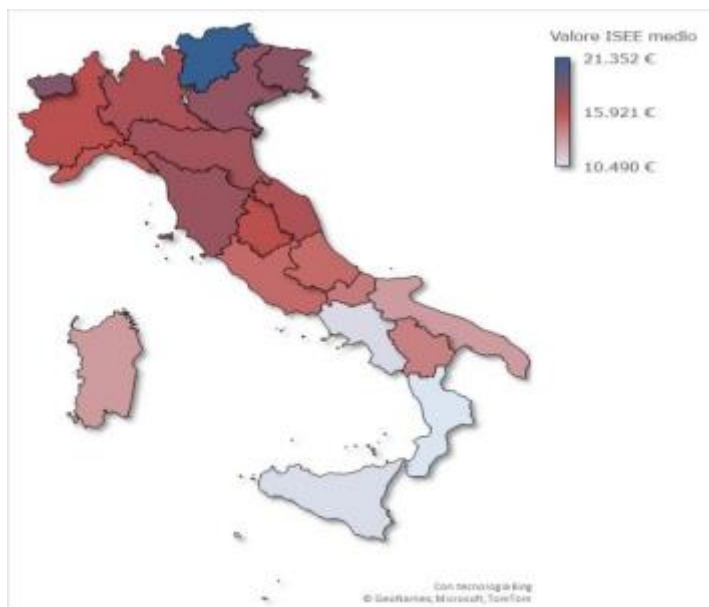 Valore ISEE medio
21.352 €
15.921 €
10.490 €
Con tecnologia Bing
© GeoNames, Microsoft, TomTom